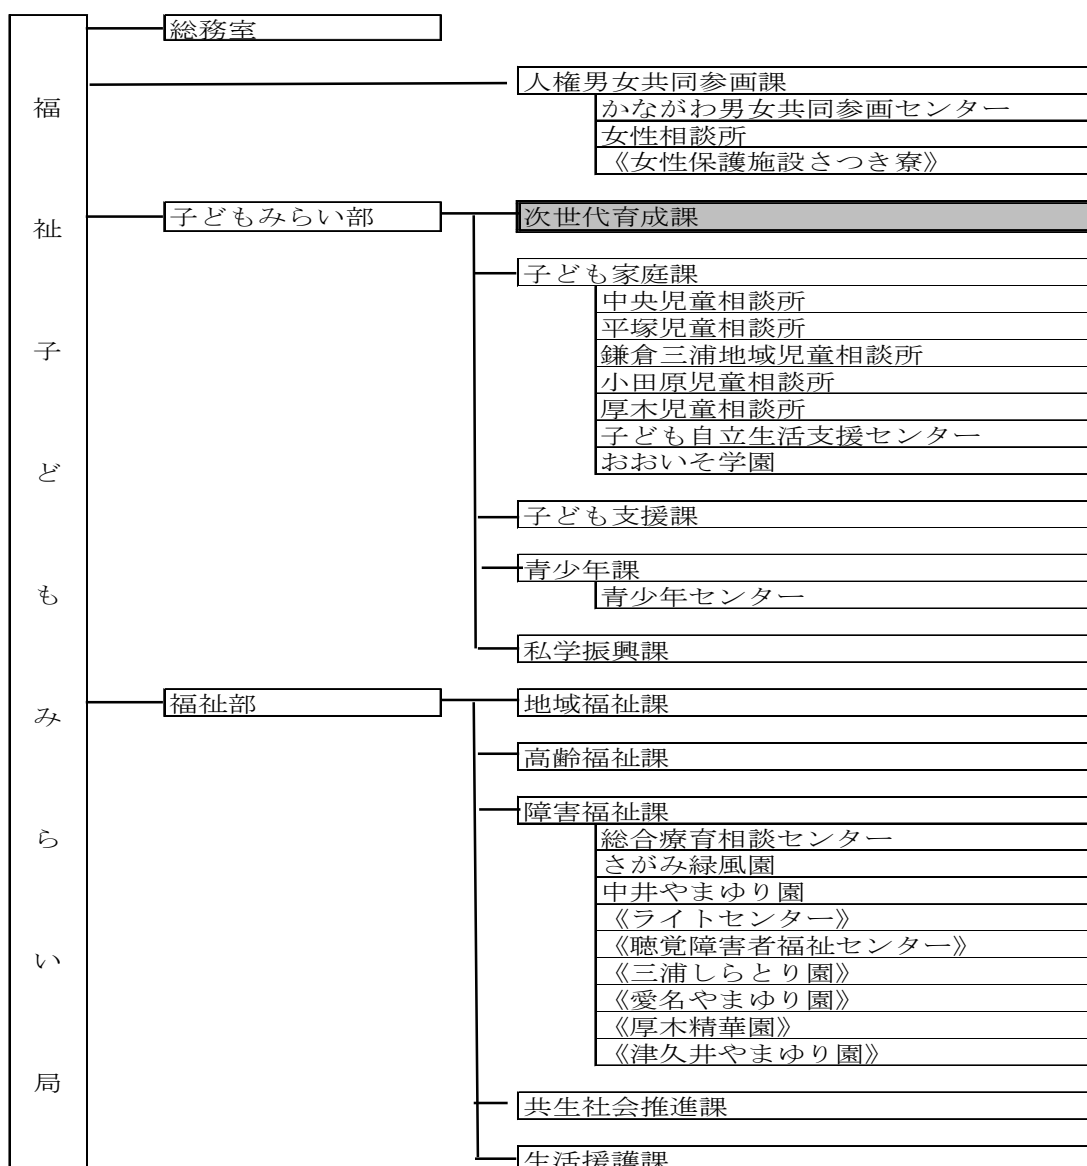 福祉子どもみらい局
総務室
人権男女共同参画課
かながわ男女共同参画センター
女性相談所
《女性保護施設さつき寮》
子どもみらい部
次世代育成課
子ども家庭課
中央児童相談所
平塚児童相談所
鎌倉三浦地域児童相談所
小田原児童相談所
厚木児童相談所
子ども自立生活支援センター
おおいそ学園
子ども支援課
青少年課
青少年センター
私学振興課
福祉部
地域福祉課
高齢福祉課
障害福祉課
総合療育相談センター
さがみ緑風園
中井やまゆり園
《ライトセンター》
《聴覚障害者福祉センター》
《三浦しらとり園》
《愛名やまゆり園》
《厚木精華園》
《津久井やまゆり園》
共生社会推進課
生活援護課